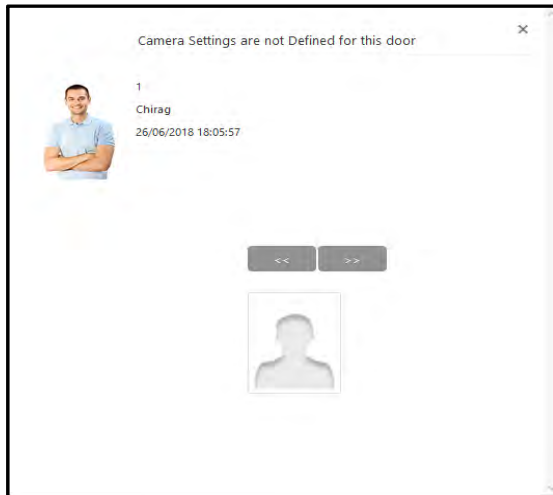 ×
Camera Settings are not Defined for this door
1
Chirag
26/06/2018 18:05:57
<< >>